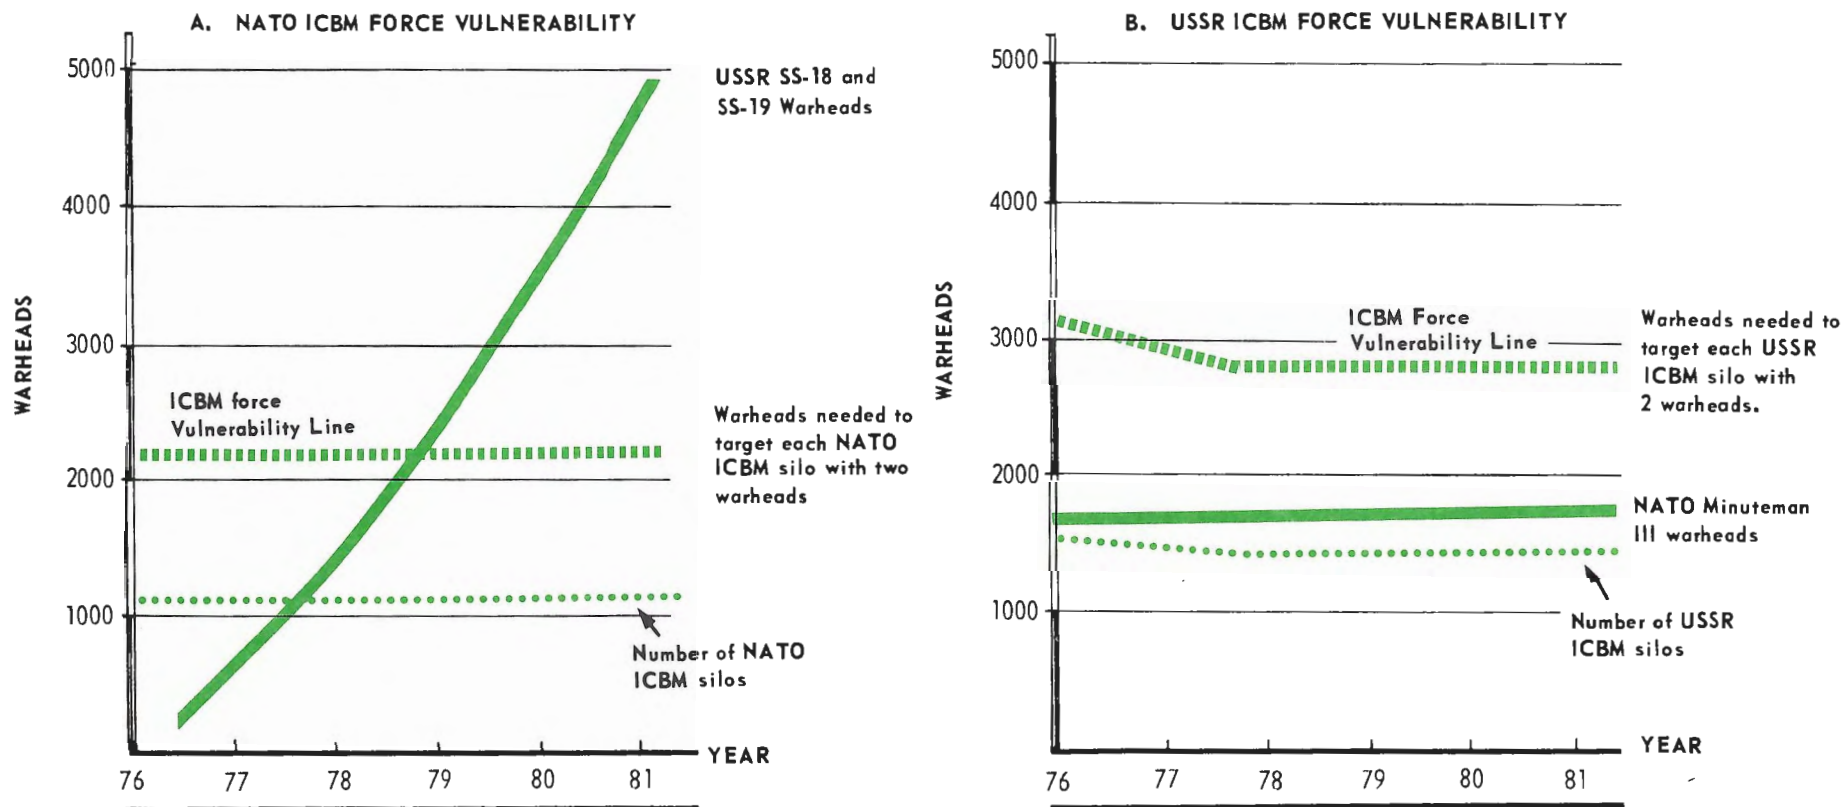 A. NATO ICBM FORCE VULNERABILITY
WARHEADS
5000
4000
3000
2000
1000
USSR SS-18 and
SS-19 Warheads
ICBM force
Vulnerability Line
Warheads needed to
target each NATO
ICBM silo with two
warheads
Number of NATO
ICBM silos
YEAR
76 77 78 79 80 81
B. USSR ICBM FORCE VULNERABILITY
WARHEADS
5000
4000
3000
2000
1000
ICBM Force
Vulnerability Line
Warheads needed to
target each USSR
ICBM silo with
2 warheads.
NATO Minuteman
III warheads
Number of USSR
ICBM silos
YEAR
76 77 78 79 80 81